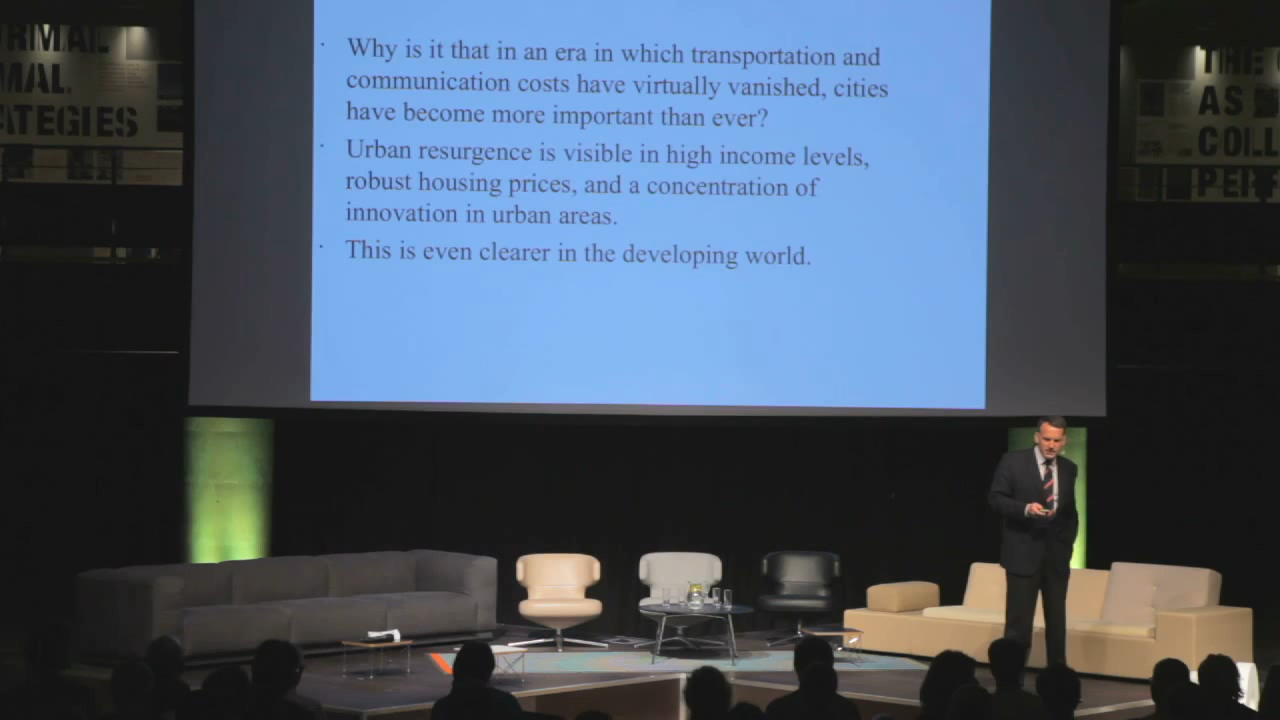 Why is it that in an era in which transportation and
communication costs have virtually vanished, cities
have become more important than ever?
Urban resurgence is visible in high income levels,
robust housing prices, and a concentration of
innovation in urban areas.
This is even clearer in the developing world.
AS